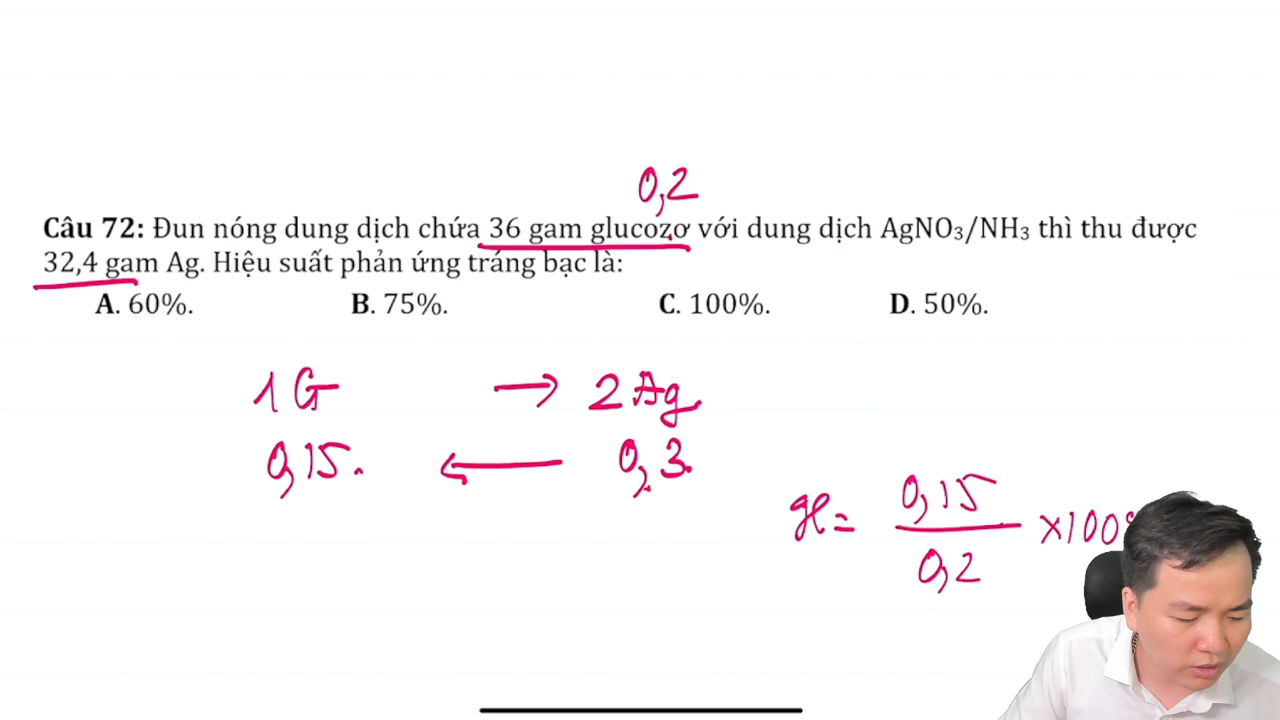 0,2
Câu 72: Đun nóng dung dịch chứa 36 gam glucozơ với dung dịch AgNO₃/NH₃ thì thu được
32,4 gam Ag. Hiệu suất phản ứng tráng bạc là:
A. 60%. B. 75%. C. 100%. D. 50%.
1G → 2Ag
0,15. ← 0,3.
H = 0,15 / 0,2 ×100%